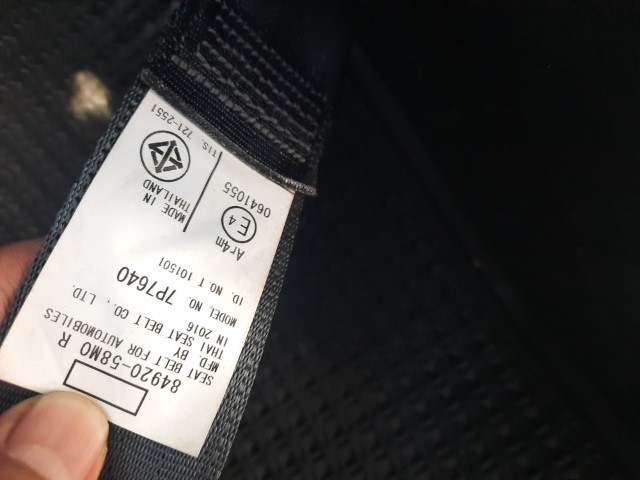 84920-58M0 R
SEAT BELT FOR AUTOMOBILES
MFD. BY
THAI SEAT BELT CO., LTD.
IN 2016
MODEL NO. 7P7640
ID. NO. T 101501
Ar4m
E4
0641055
MADE IN
THAILAND
TIS. 721-2551